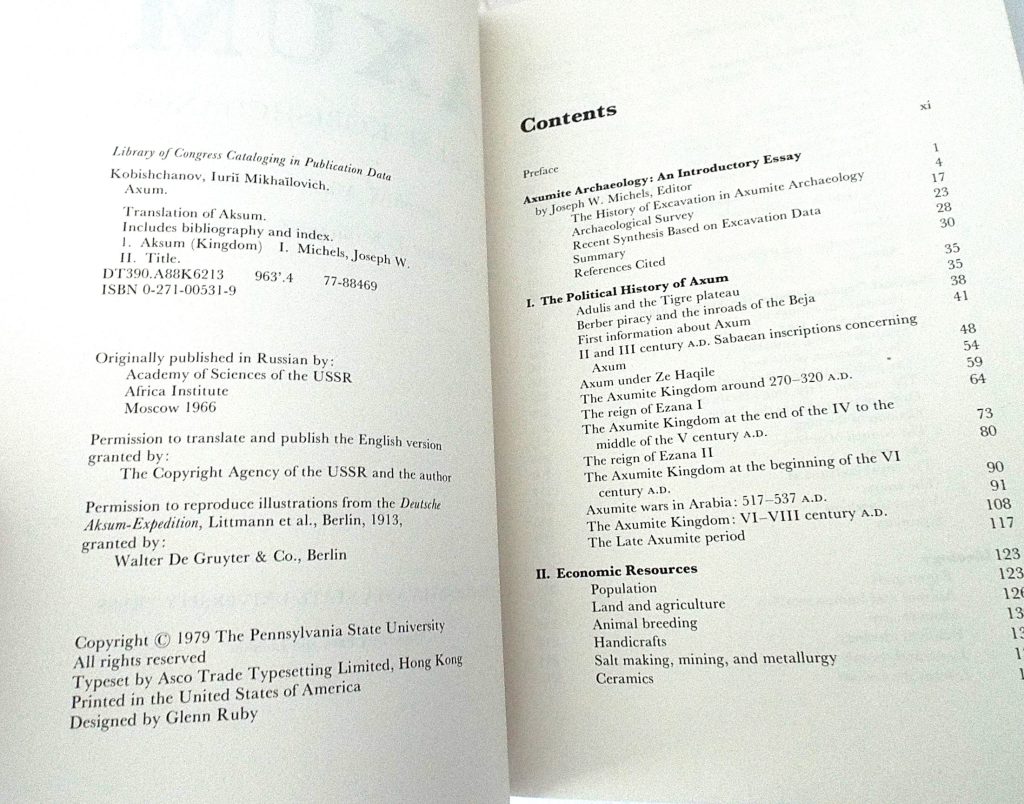 Library of Congress Cataloging in Publication Data
Kobishchanov, Iuriĭ Mikhaĭlovich.
Axum.
Translation of Aksum.
Includes bibliography and index.
1. Aksum (Kingdom) I. Michels, Joseph W.
II. Title.
DT390.A88K6213 963'.4 77-88469
ISBN 0-271-00531-9
Originally published in Russian by:
Academy of Sciences of the USSR
Africa Institute
Moscow 1966
Permission to translate and publish the English version
granted by:
The Copyright Agency of the USSR and the author
Permission to reproduce illustrations from the Deutsche
Aksum-Expedition, Littmann et al., Berlin, 1913,
granted by:
Walter De Gruyter & Co., Berlin
Copyright © 1979 The Pennsylvania State University
All rights reserved
Typeset by Asco Trade Typesetting Limited, Hong Kong
Printed in the United States of America
Designed by Glenn Ruby
Contents
Preface xi
Axumite Archaeology: An Introductory Essay 1
by Joseph W. Michels, Editor
The History of Excavation in Axumite Archaeology 4
Archaeological Survey 17
Recent Synthesis Based on Excavation Data 23
Summary 28
References Cited 30
I. The Political History of Axum 35
Adulis and the Tigre plateau 35
Berber piracy and the inroads of the Beja 38
First information about Axum 41
II and III century A.D. Sabaean inscriptions concerning
Axum 48
Axum under Ze Haqile 54
The Axumite Kingdom around 270–320 A.D. 59
The reign of Ezana I 64
The Axumite Kingdom at the end of the IV to the
middle of the V century A.D. 73
The reign of Ezana II 80
The Axumite Kingdom at the beginning of the VI
century A.D. 90
Axumite wars in Arabia: 517–537 A.D. 91
The Axumite Kingdom: VI–VIII century A.D. 108
The Late Axumite period 117
II. Economic Resources 123
Population 123
Land and agriculture 126
Animal breeding
Handicrafts
Salt making, mining, and metallurgy
Ceramics